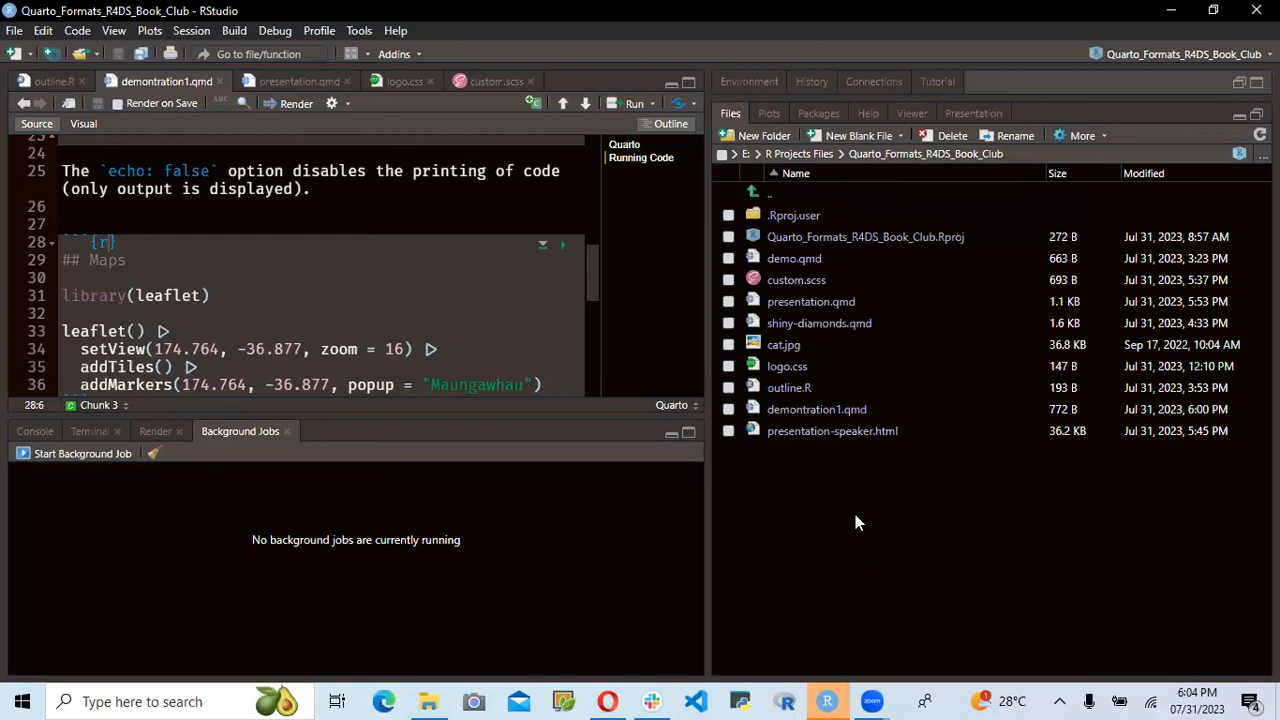 Quarto_Formats_R4DS_Book_Club - RStudio
File Edit Code View Plots Session Build Debug Profile Tools Help
Go to file/function Addins Quarto_Formats_R4DS_Book_Club
outline.R demontration1.qmd presentation.qmd logo.css custom.scss
Render on Save ABC Render Run
Source Visual Outline
23
24
25 The `echo: false` option disables the printing of code
(only output is displayed).
26
27
28 ```{r}
29 ## Maps
30
31 library(leaflet)
32
33 leaflet() |>
34 setView(174.764, -36.877, zoom = 16) |>
35 addTiles() |>
36 addMarkers(174.764, -36.877, popup = "Maungawhau")
Quarto
Running Code
28:6 Chunk 3 Quarto
Console Terminal Render Background Jobs
Start Background Job
No background jobs are currently running
Environment History Connections Tutorial
Files Plots Packages Help Viewer Presentation
New Folder New Blank File Delete Rename More
E: R Projects Files Quarto_Formats_R4DS_Book_Club ...
Name Size Modified
..
.Rproj.user
Quarto_Formats_R4DS_Book_Club.Rproj 272 B Jul 31, 2023, 8:57 AM
demo.qmd 663 B Jul 31, 2023, 3:23 PM
custom.scss 693 B Jul 31, 2023, 5:37 PM
presentation.qmd 1.1 KB Jul 31, 2023, 5:53 PM
shiny-diamonds.qmd 1.6 KB Jul 31, 2023, 4:33 PM
cat.jpg 36.8 KB Sep 17, 2022, 10:04 AM
logo.css 147 B Jul 31, 2023, 12:10 PM
outline.R 193 B Jul 31, 2023, 3:53 PM
demontration1.qmd 772 B Jul 31, 2023, 6:00 PM
presentation-speaker.html 36.2 KB Jul 31, 2023, 5:45 PM
Type here to search
zoom
28°C
6:04 PM
07/31/2023
4